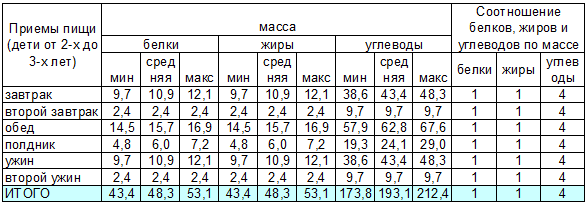 Приемы пищи (дети от 2-х до 3-х лет) масса Соотношение белков, жиров и углеводов по массе
белки жиры углеводы белки жиры углеводы
мин средняя макс мин средняя макс мин средняя макс
завтрак 9,7 10,9 12,1 9,7 10,9 12,1 38,6 43,4 48,3 1 1 4
второй завтрак 2,4 2,4 2,4 2,4 2,4 2,4 9,7 9,7 9,7 1 1 4
обед 14,5 15,7 16,9 14,5 15,7 16,9 57,9 62,8 67,6 1 1 4
полдник 4,8 6,0 7,2 4,8 6,0 7,2 19,3 24,1 29,0 1 1 4
ужин 9,7 10,9 12,1 9,7 10,9 12,1 38,6 43,4 48,3 1 1 4
второй ужин 2,4 2,4 2,4 2,4 2,4 2,4 9,7 9,7 9,7 1 1 4
ИТОГО 43,4 48,3 53,1 43,4 48,3 53,1 173,8 193,1 212,4 1 1 4